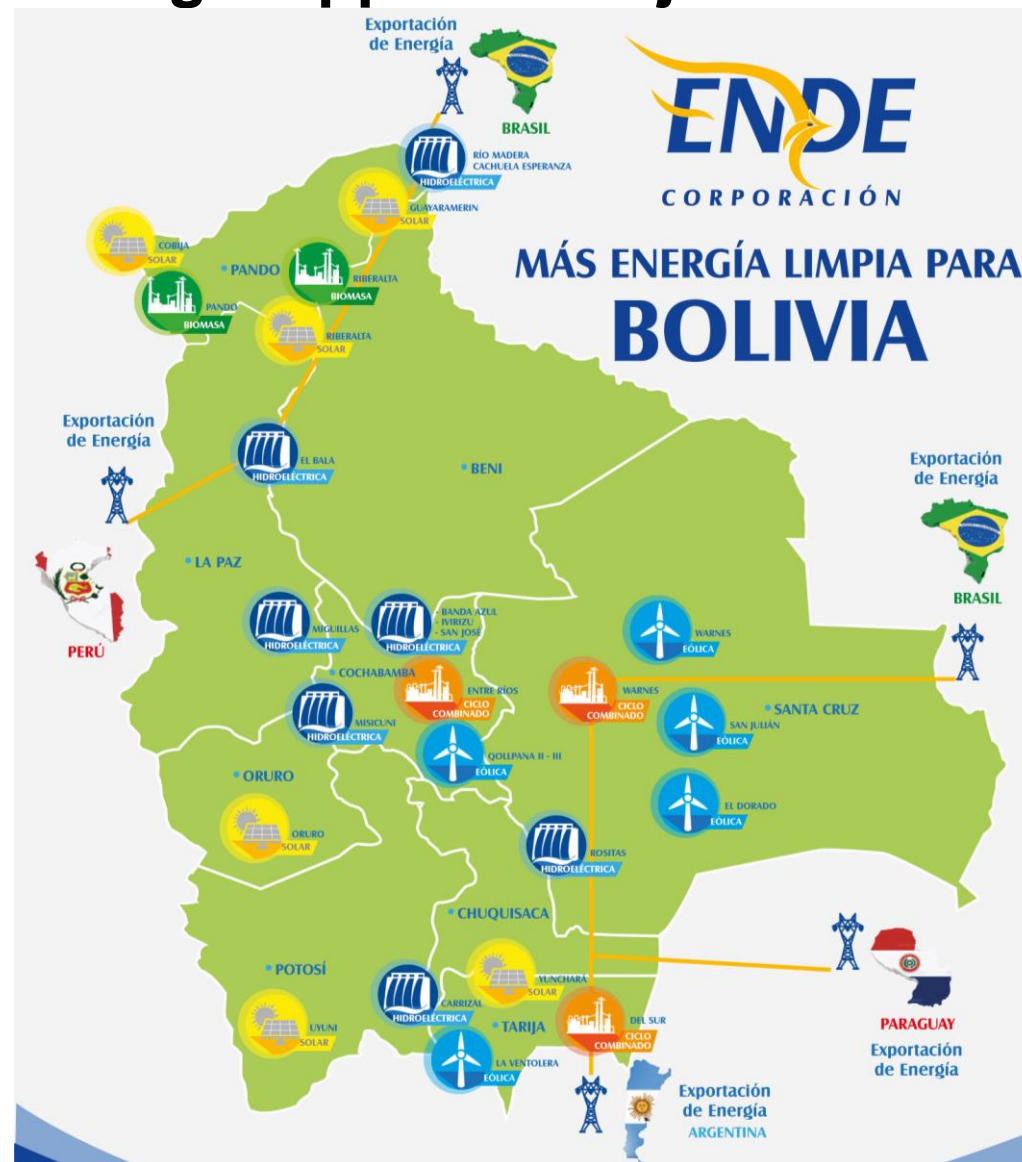 Exportación
de Energía
BRASIL
ENDE
CORPORACIÓN
MÁS ENERGÍA LIMPIA PARA
BOLIVIA
RÍO MADERA
CACHUELA ESPERANZA
HIDROELÉCTRICA
GUAYARAMERIN
SOLAR
COBIJA
SOLAR
PANDO
RIBERALTA
BIOMASA
PANDO
BIOMASA
RIBERALTA
SOLAR
Exportación
de Energía
PERÚ
EL BALA
HIDROELÉCTRICA
BENI
Exportación
de Energía
BRASIL
LA PAZ
MIGUILLAS
HIDROELÉCTRICA
- BANDA AZUL
- IVIRIZU
- SAN JOSÉ
HIDROELÉCTRICA
WARNES
EÓLICA
COCHABAMBA
ENTRE RÍOS
CICLO
COMBINADO
WARNES
CICLO
COMBINADO
MISICUNI
HIDROELÉCTRICA
SANTA CRUZ
SAN JULIÁN
EÓLICA
QOLLPANA II - III
EÓLICA
ORURO
EL DORADO
EÓLICA
ORURO
SOLAR
ROSITAS
HIDROELÉCTRICA
CHUQUISACA
POTOSÍ
YUNCHARÁ
SOLAR
CARRIZAL
HIDROELÉCTRICA
UYUNI
SOLAR
TARIJA
DEL SUR
CICLO
COMBINADO
LA VENTOLERA
EÓLICA
PARAGUAY
Exportación
de Energía
Exportación
de Energía
ARGENTINA